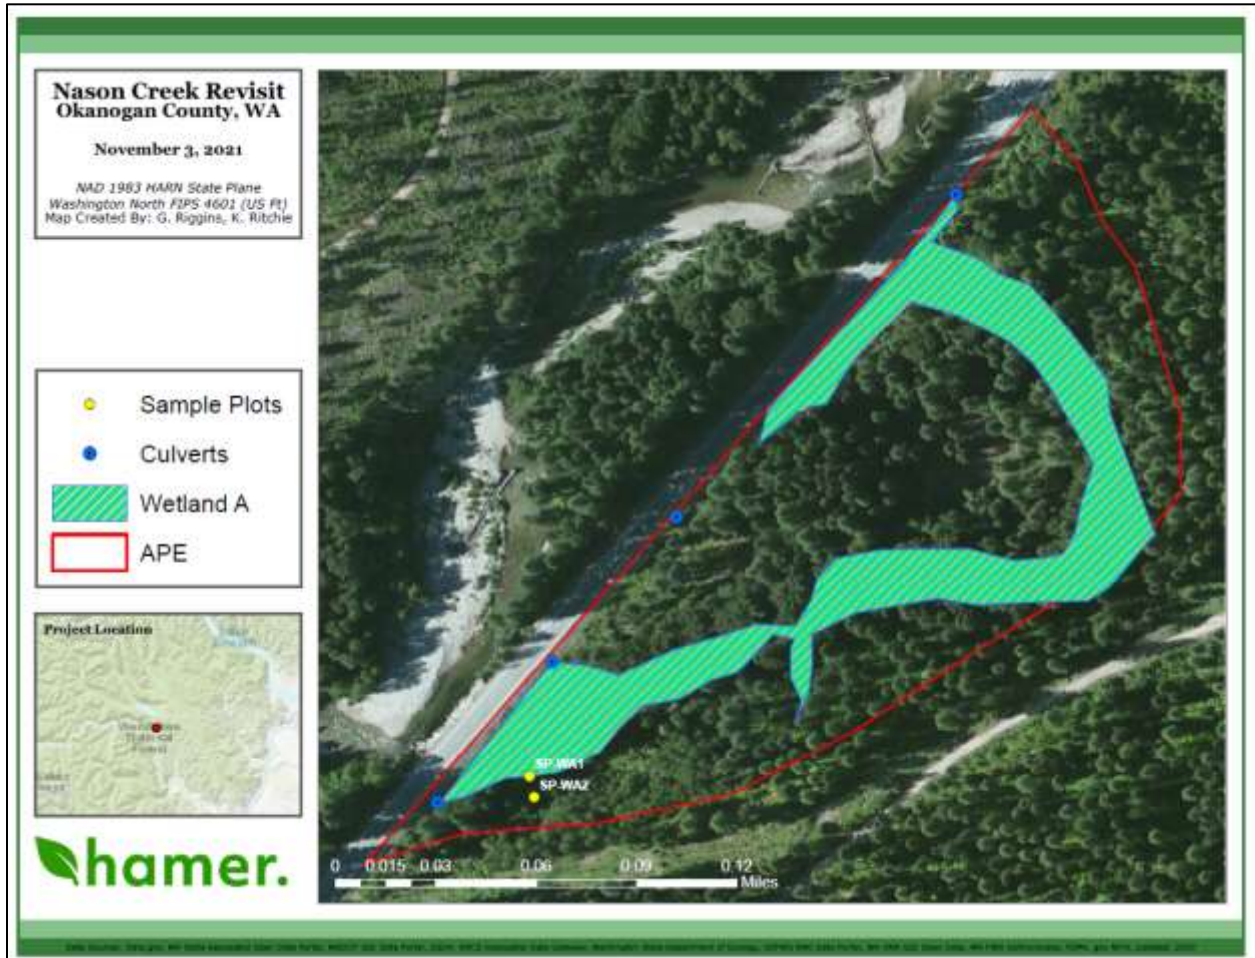 Nason Creek Revisit
Okanogan County, WA
November 3, 2021
NAD 1983 HARN State Plane
Washington North FIPS 4601 (US Ft)
Map Created By: G. Riggins, K. Ritchie
Sample Plots
Culverts
Wetland A
APE
Project Location
hamer.
SP-WA1
SP-WA2
0 0.015 0.03 0.06 0.09 0.12
Miles